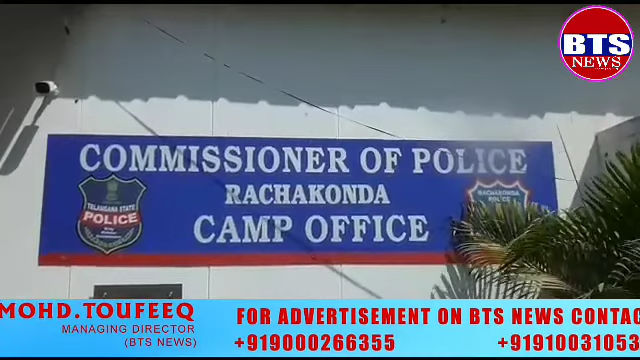 BTS
NEWS
COMMISSIONER OF POLICE
RACHAKONDA
CAMP OFFICE
TELANGANA STATE
POLICE
RACHAKONDA
POLICE
MOHD.TOUFEEQ
MANAGING DIRECTOR
(BTS NEWS)
FOR ADVERTISEMENT ON BTS NEWS CONTAC
+919000266355 +91910031053